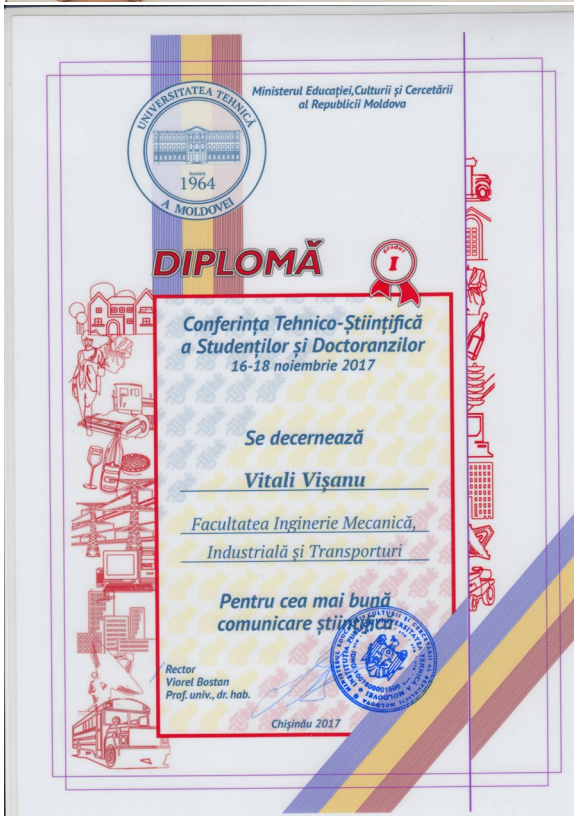 Ministerul Educației,Culturii și Cercetării
al Republicii Moldova
UNIVERSITATEA TEHNICĂ
fondată
1964
A MOLDOVEI
DIPLOMĂ
gradul
I
Conferința Tehnico-Științifică
a Studenților și Doctoranzilor
16-18 noiembrie 2017
Se decernează
Vitali Vișanu
Facultatea Inginerie Mecanică,
Industrială și Transporturi
Pentru cea mai bună
comunicare științifică
Rector
Viorel Bostan
Prof. univ., dr. hab.
Chișinău 2017